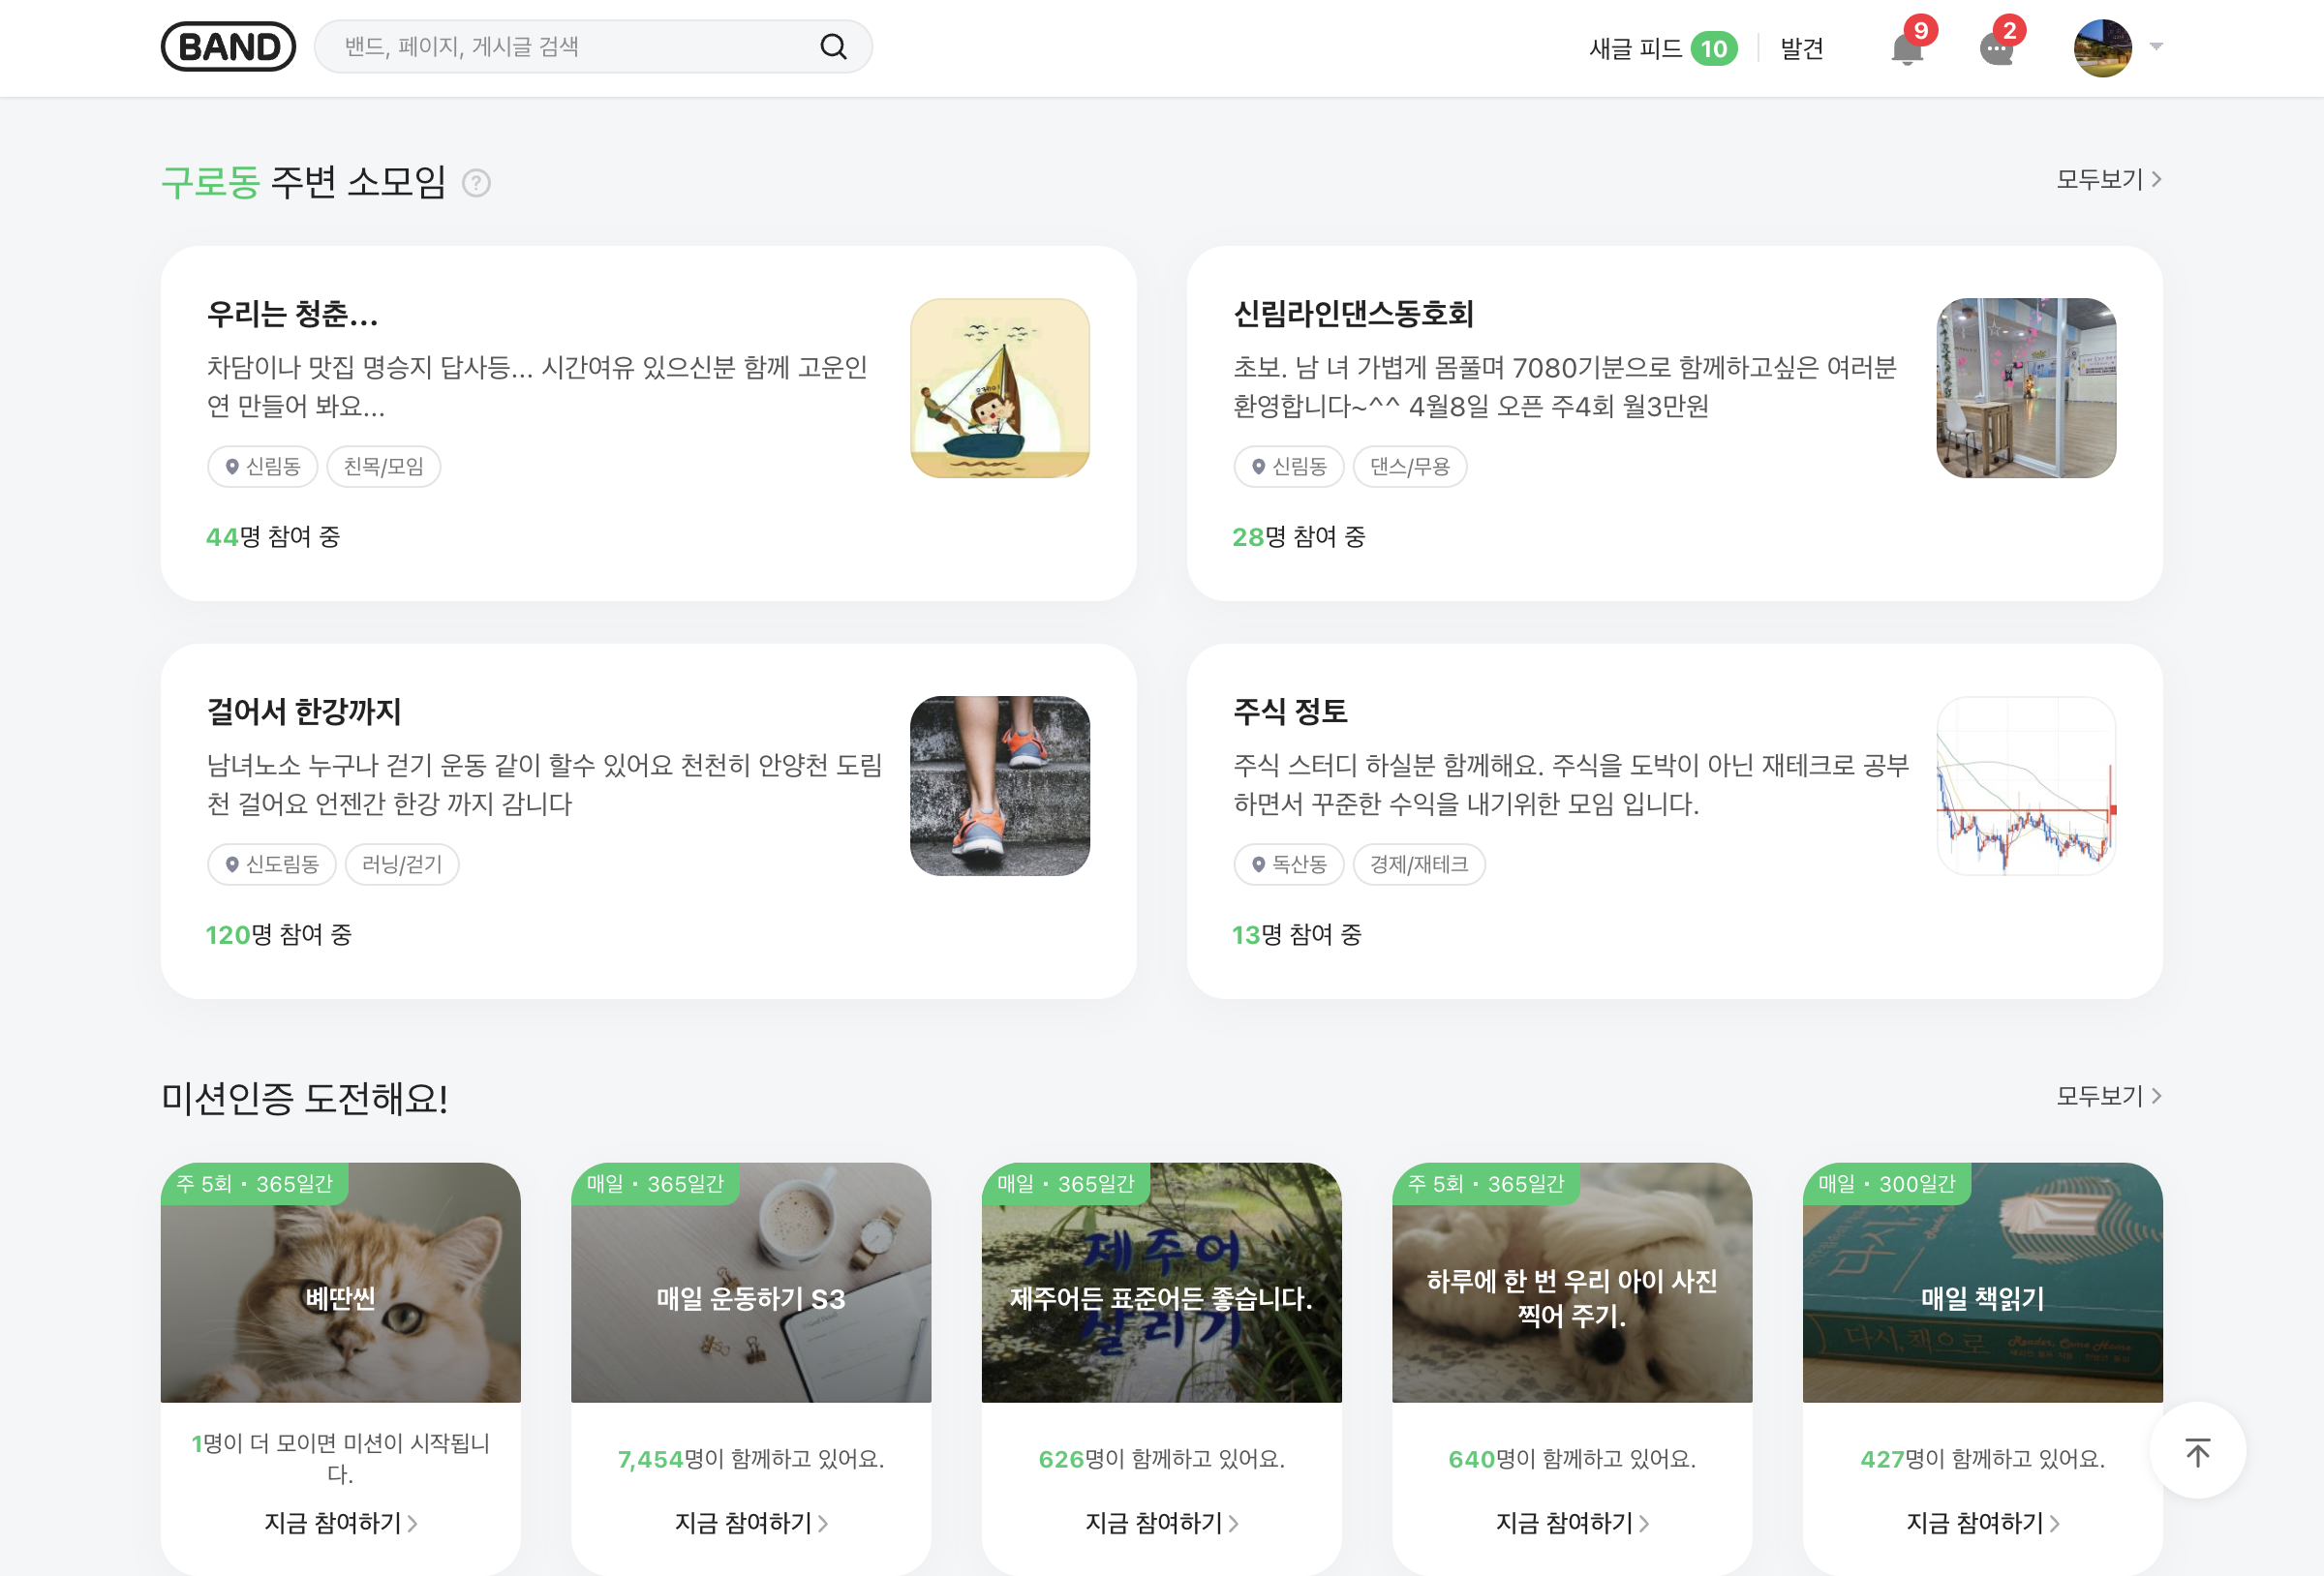 BAND
밴드, 페이지, 게시글 검색
새글 피드 10
발견
9
2
구로동 주변 소모임 ?
모두보기
우리는 청춘...
차담이나 맛집 명승지 답사등... 시간여유 있으신분 함께 고운인
연 만들어 봐요...
신림동
친목/모임
44명 참여 중
신림라인댄스동호회
초보. 남 녀 가볍게 몸풀며 7080기분으로 함께하고싶은 여러분
환영합니다~^^ 4월8일 오픈 주4회 월3만원
신림동
댄스/무용
28명 참여 중
걸어서 한강까지
남녀노소 누구나 걷기 운동 같이 할수 있어요 천천히 안양천 도림
천 걸어요 언젠간 한강 까지 감니다
신도림동
러닝/걷기
120명 참여 중
주식 정토
주식 스터디 하실분 함께해요. 주식을 도박이 아닌 재테크로 공부
하면서 꾸준한 수익을 내기위한 모임 입니다.
독산동
경제/재테크
13명 참여 중
미션인증 도전해요!
모두보기
주 5회 · 365일간
뼤딴씬
1명이 더 모이면 미션이 시작됩니
다.
지금 참여하기
매일 · 365일간
매일 운동하기 S3
7,454명이 함께하고 있어요.
지금 참여하기
매일 · 365일간
제주어
제주어든 표준어든 좋습니다.
살리기
626명이 함께하고 있어요.
지금 참여하기
주 5회 · 365일간
하루에 한 번 우리 아이 사진
찍어 주기.
640명이 함께하고 있어요.
지금 참여하기
매일 · 300일간
다시,
매일 책읽기
다시, 책으로
Reader, Come Home
427명이 함께하고 있어요.
지금 참여하기